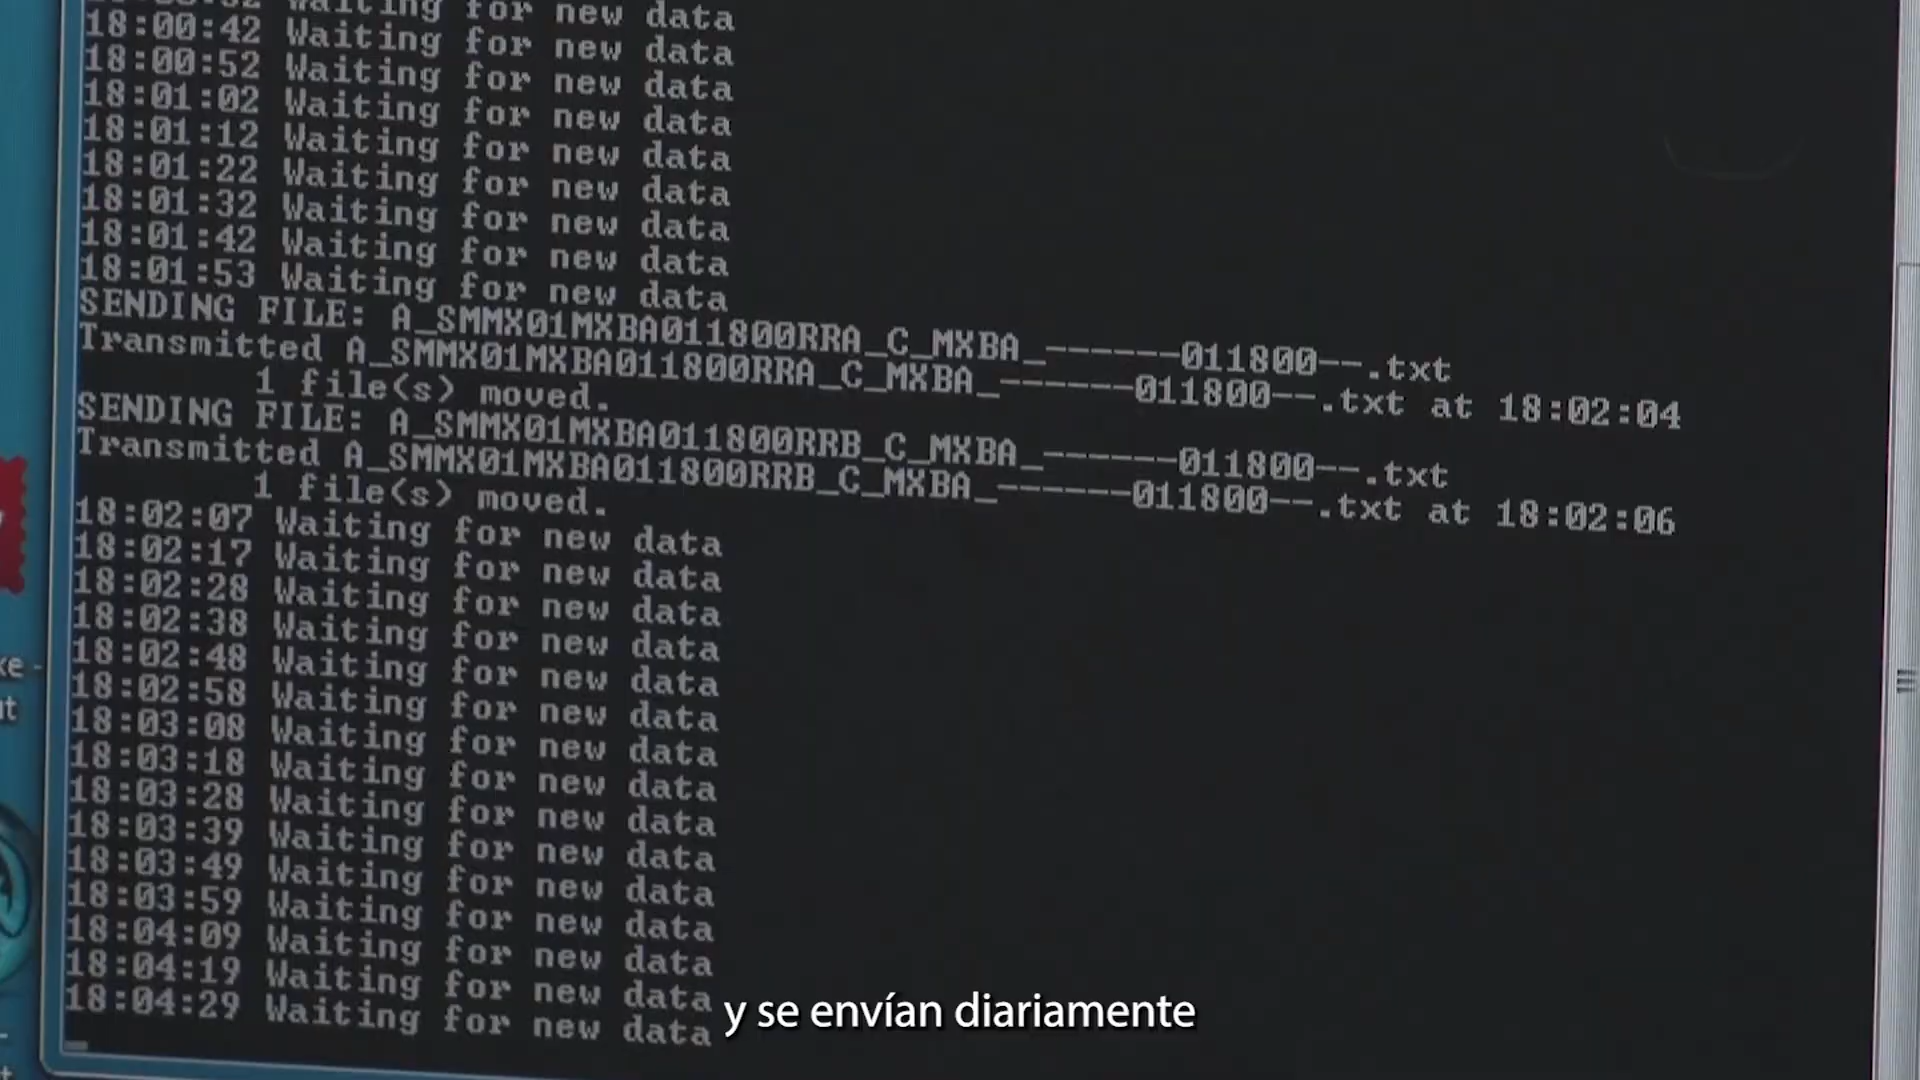 Waiting for new data
18:00:42 Waiting for new data
18:00:52 Waiting for new data
18:01:02 Waiting for new data
18:01:12 Waiting for new data
18:01:22 Waiting for new data
18:01:32 Waiting for new data
18:01:42 Waiting for new data
18:01:53 Waiting for new data
SENDING FILE: A_SMMX01MXBA011800RRA_C_MXBA_------011800--.txt
Transmitted A_SMMX01MXBA011800RRA_C_MXBA_------011800--.txt at 18:02:04
1 file(s) moved.
SENDING FILE: A_SMMX01MXBA011800RRB_C_MXBA_------011800--.txt
Transmitted A_SMMX01MXBA011800RRB_C_MXBA_------011800--.txt at 18:02:06
1 file(s) moved.
18:02:07 Waiting for new data
18:02:17 Waiting for new data
18:02:28 Waiting for new data
18:02:38 Waiting for new data
18:02:48 Waiting for new data
18:02:58 Waiting for new data
18:03:08 Waiting for new data
18:03:18 Waiting for new data
18:03:28 Waiting for new data
18:03:39 Waiting for new data
18:03:49 Waiting for new data
18:03:59 Waiting for new data
18:04:09 Waiting for new data
18:04:19 Waiting for new data
18:04:29 Waiting for new data
y se envían diariamente